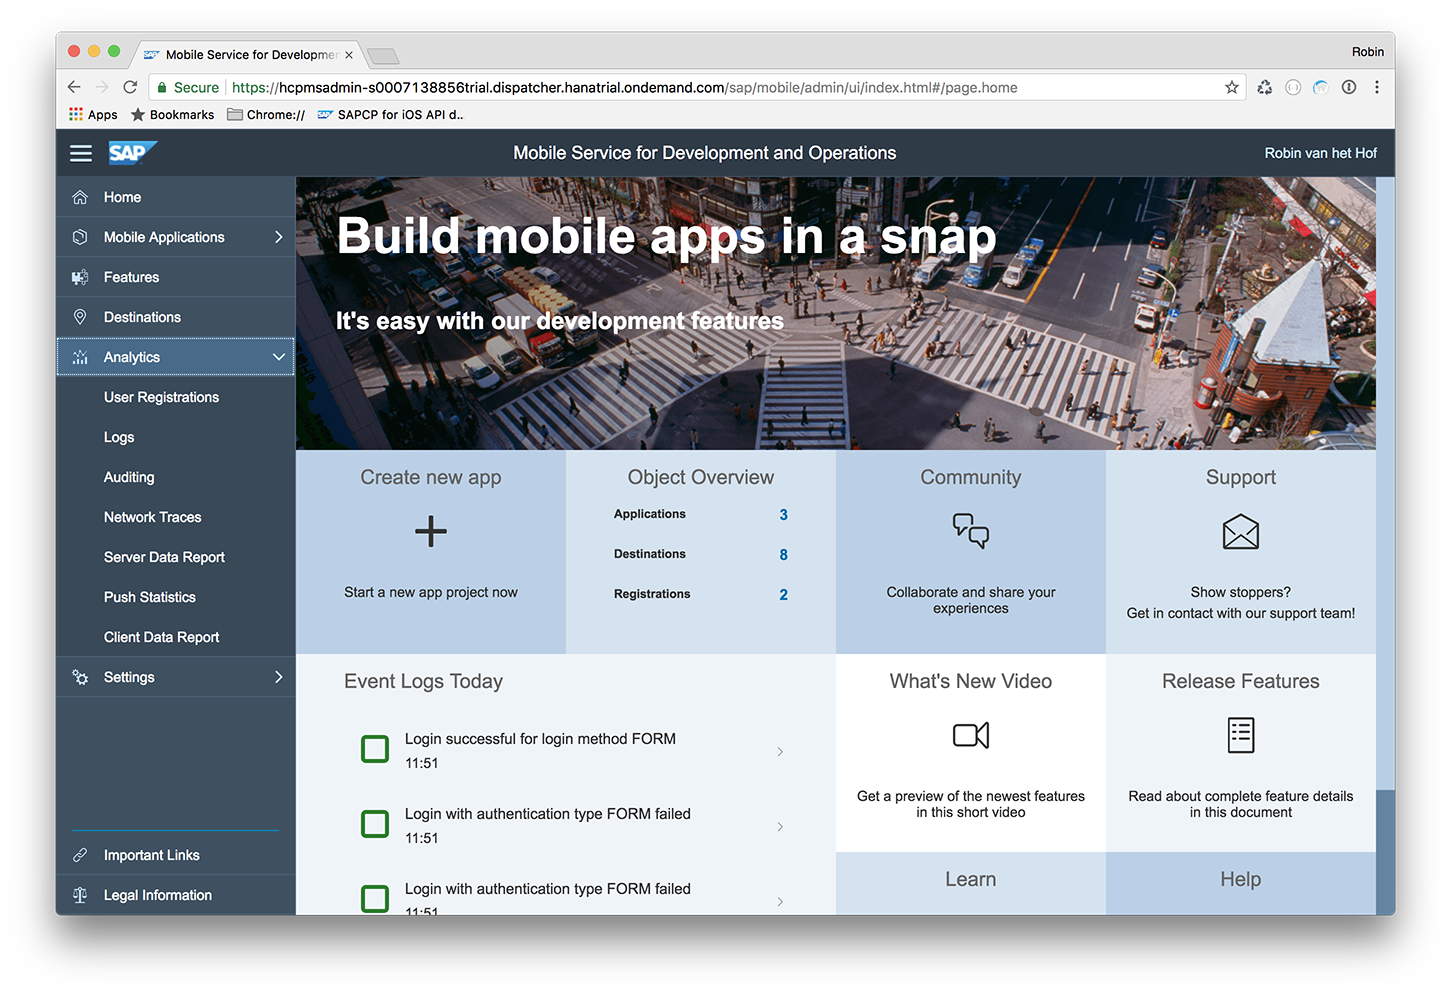 Mobile Service for Developme
Robin
Secure
https://hcpmsadmin-s0007138856trial.dispatcher.hanatrial.ondemand.com/sap/mobile/admin/ui/index.html#/page.home
Apps
Bookmarks
Chrome://
SAP SAPCP for iOS API d..
SAP
Mobile Service for Development and Operations
Robin van het Hof
Home
Mobile Applications
Features
Destinations
Analytics
User Registrations
Logs
Auditing
Network Traces
Server Data Report
Push Statistics
Client Data Report
Settings
Important Links
Legal Information
Build mobile apps in a snap
It's easy with our development features
Create new app
Start a new app project now
Object Overview
Applications 3
Destinations 8
Registrations 2
Community
Collaborate and share your
experiences
Support
Show stoppers?
Get in contact with our support team!
Event Logs Today
Login successful for login method FORM
11:51
Login with authentication type FORM failed
11:51
Login with authentication type FORM failed
11:51
What's New Video
Get a preview of the newest features
in this short video
Release Features
Read about complete feature details
in this document
Learn
Help